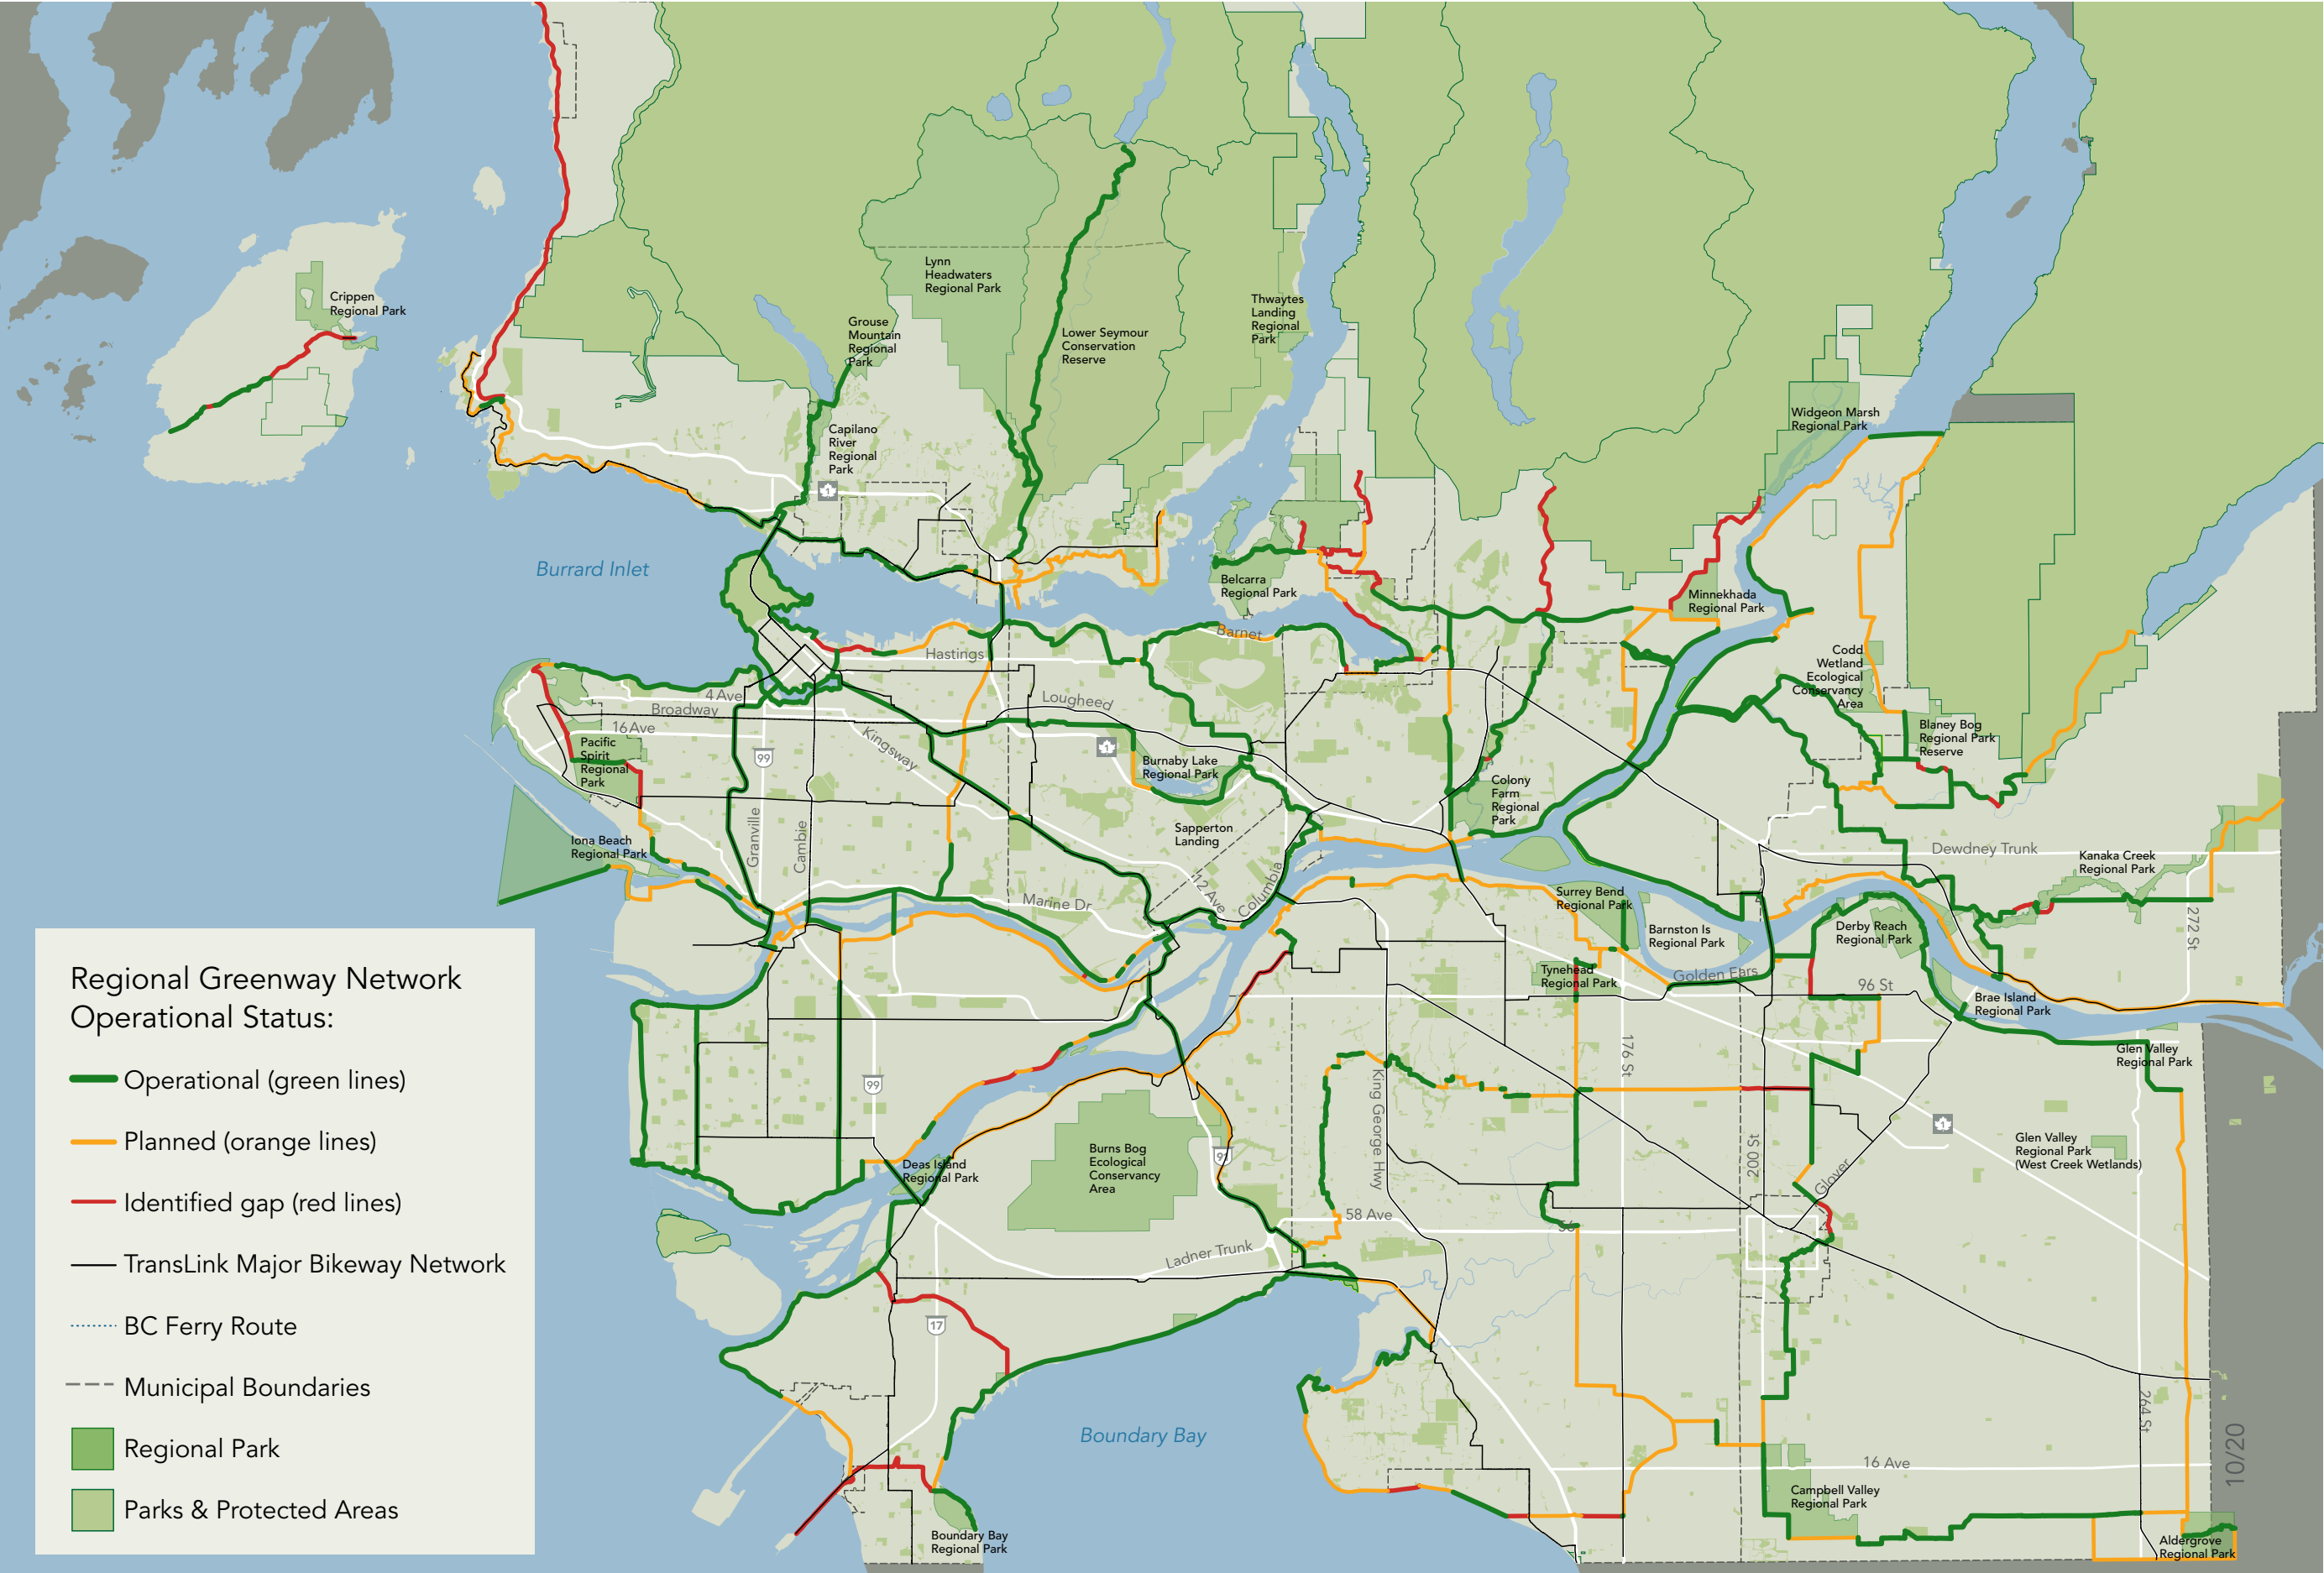 Crippen
Regional Park
Lynn
Headwaters
Regional Park
Grouse
Mountain
Regional
Park
Lower Seymour
Conservation
Reserve
Thwaytes
Landing
Regional
Park
Capilano
River
Regional
Park
1
Widgeon Marsh
Regional Park
Burrard Inlet
Belcarra
Regional Park
Minnekhada
Regional Park
Barnet
Hastings
4 Ave
Broadway
16 Ave
Lougheed
Kingsway
Codd
Wetland
Ecological
Conservancy
Area
Blaney Bog
Regional Park
Reserve
Pacific
Spirit
Regional
Park
99
1
Burnaby Lake
Regional Park
Colony
Farm
Regional
Park
Granville
Cambie
Sapperton
Landing
Iona Beach
Regional Park
12 Ave
Columbia
Marine Dr
Dewdney Trunk
Kanaka Creek
Regional Park
Surrey Bend
Regional Park
Barnston Is
Regional Park
Derby Reach
Regional Park
272 St
Tynehead
Regional Park
Golden Ears
96 St
Brae Island
Regional Park
176 St
Glen Valley
Regional Park
99
King George Hwy
1
200 St
Glen Valley
Regional Park
(West Creek Wetlands)
Burns Bog
Ecological
Conservancy
Area
91
Deas Island
Regional Park
Glover
58 Ave
56
Ladner Trunk
17
Boundary Bay
264 St
10/20
16 Ave
Campbell Valley
Regional Park
Boundary Bay
Regional Park
Aldergrove
Regional Park
Regional Greenway Network
Operational Status:
Operational (green lines)
Planned (orange lines)
Identified gap (red lines)
TransLink Major Bikeway Network
BC Ferry Route
Municipal Boundaries
Regional Park
Parks & Protected Areas